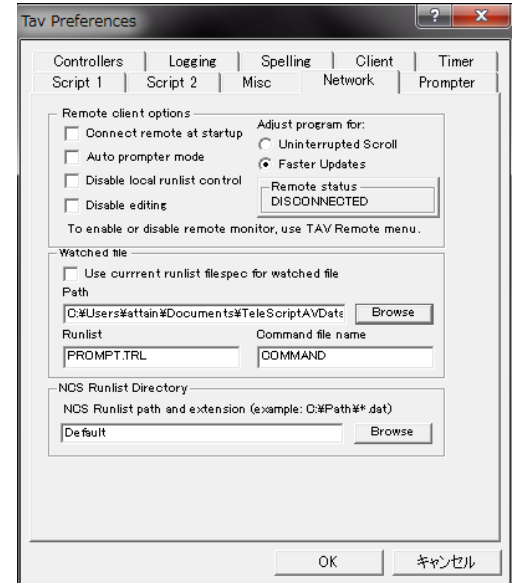 Tav Preferences
Controllers Logging Spelling Client Timer
Script 1 Script 2 Misc Network Prompter
Remote client options
Connect remote at startup
Auto prompter mode
Disable local runlist control
Disable editing
Adjust program for:
Uninterrupted Scroll
Faster Updates
Remote status
DISCONNECTED
To enable or disable remote monitor, use TAV Remote menu.
Watched file
Use currrent runlist filespec for watched file
Path
C:¥Users¥attain¥Documents¥TeleScriptAVData Browse
Runlist Command file name
PROMPT.TRL COMMAND
NCS Runlist Directory
NCS Runlist path and extension (example: C:¥Path¥*.dat)
Default Browse
OK キャンセル